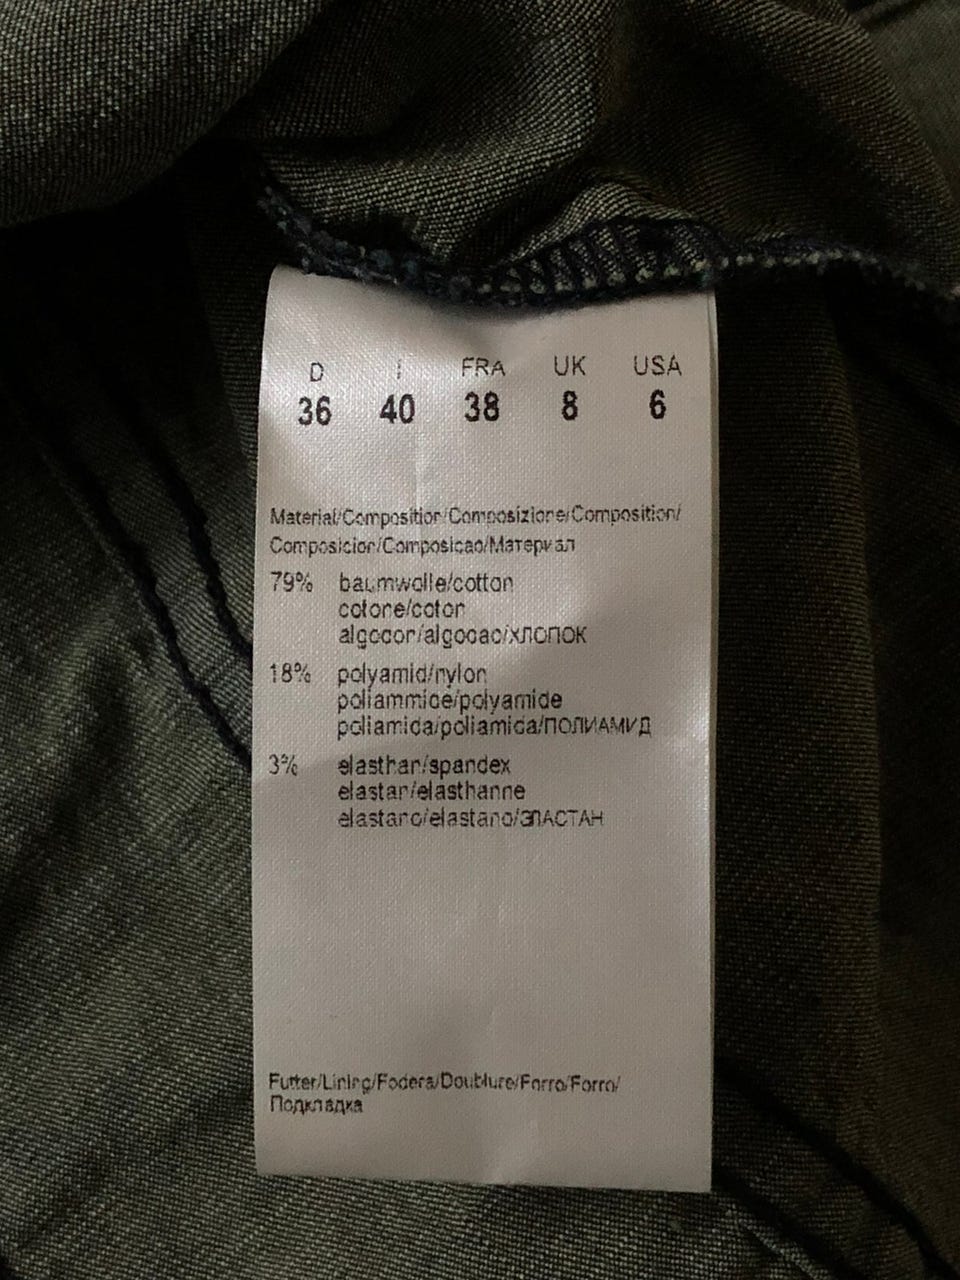 D I FRA UK USA
36 40 38 8 6
Material/Composition/Composizione/Composition/
Composicion/Composicao/Материал
79% baumwolle/cotton
cotone/coton
algodon/algodao/ХЛОПОК
18% polyamid/nylon
poliammide/polyamide
poliamida/poliamida/ПОЛИАМИД
3% elasthan/spandex
elastan/elasthanne
elastano/elastano/ЭЛАСТАН
Futter/Lining/Fodera/Doublure/Forro/Forro/
Подкладка